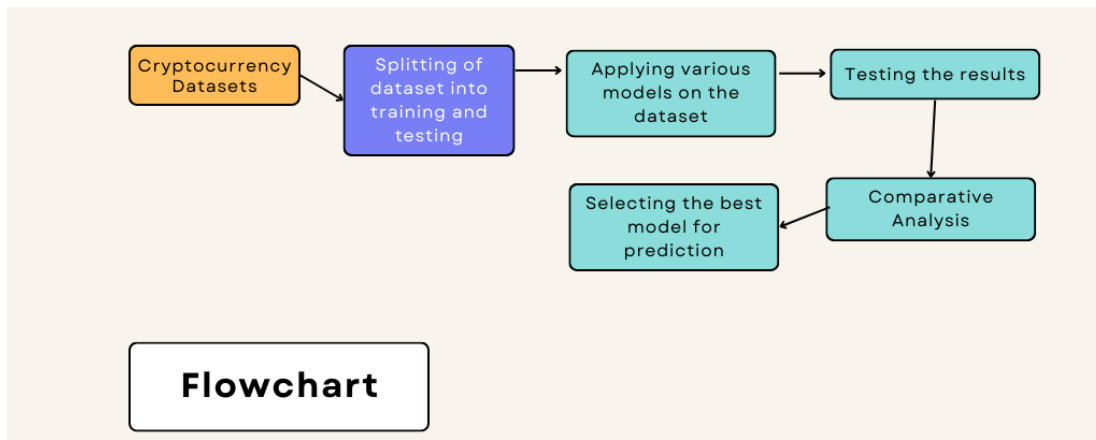 Cryptocurrency
Datasets
Splitting of
dataset into
training and
testing
Applying various
models on the
dataset
Testing the results
Comparative
Analysis
Selecting the best
model for
prediction
Flowchart